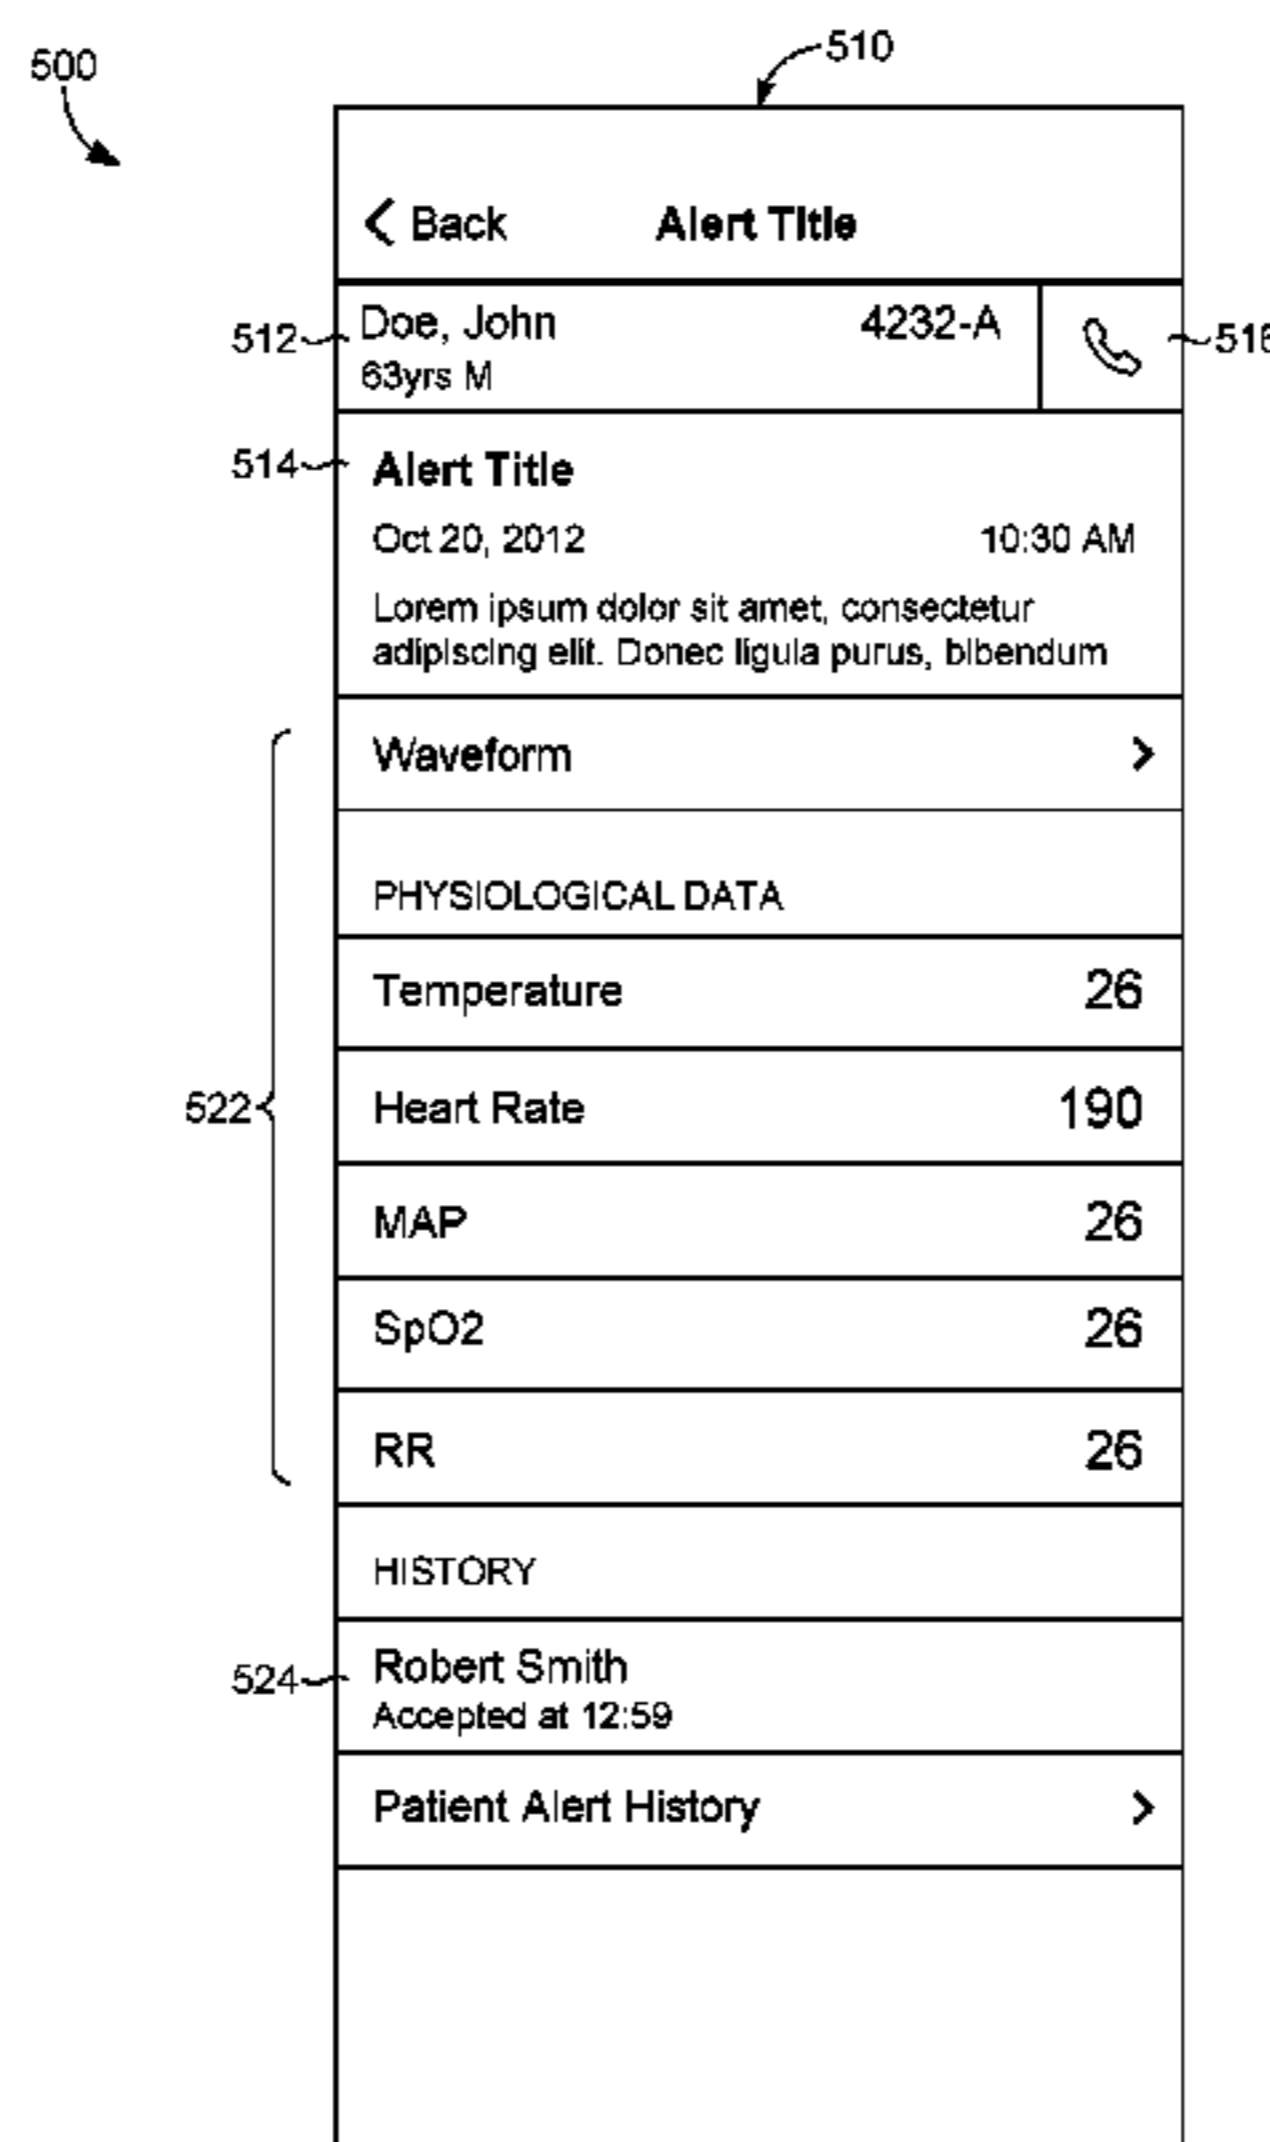 500
510
Back Alert Title
512 Doe, John 4232-A
63yrs M
514 Alert Title
Oct 20, 2012 10:30 AM
Lorem ipsum dolor sit amet, consectetur
adipiscing elit. Donec ligula purus, bibendum
Waveform
PHYSIOLOGICAL DATA
Temperature 26
522 Heart Rate 190
MAP 26
SpO2 26
RR 26
HISTORY
524 Robert Smith
Accepted at 12:59
Patient Alert History